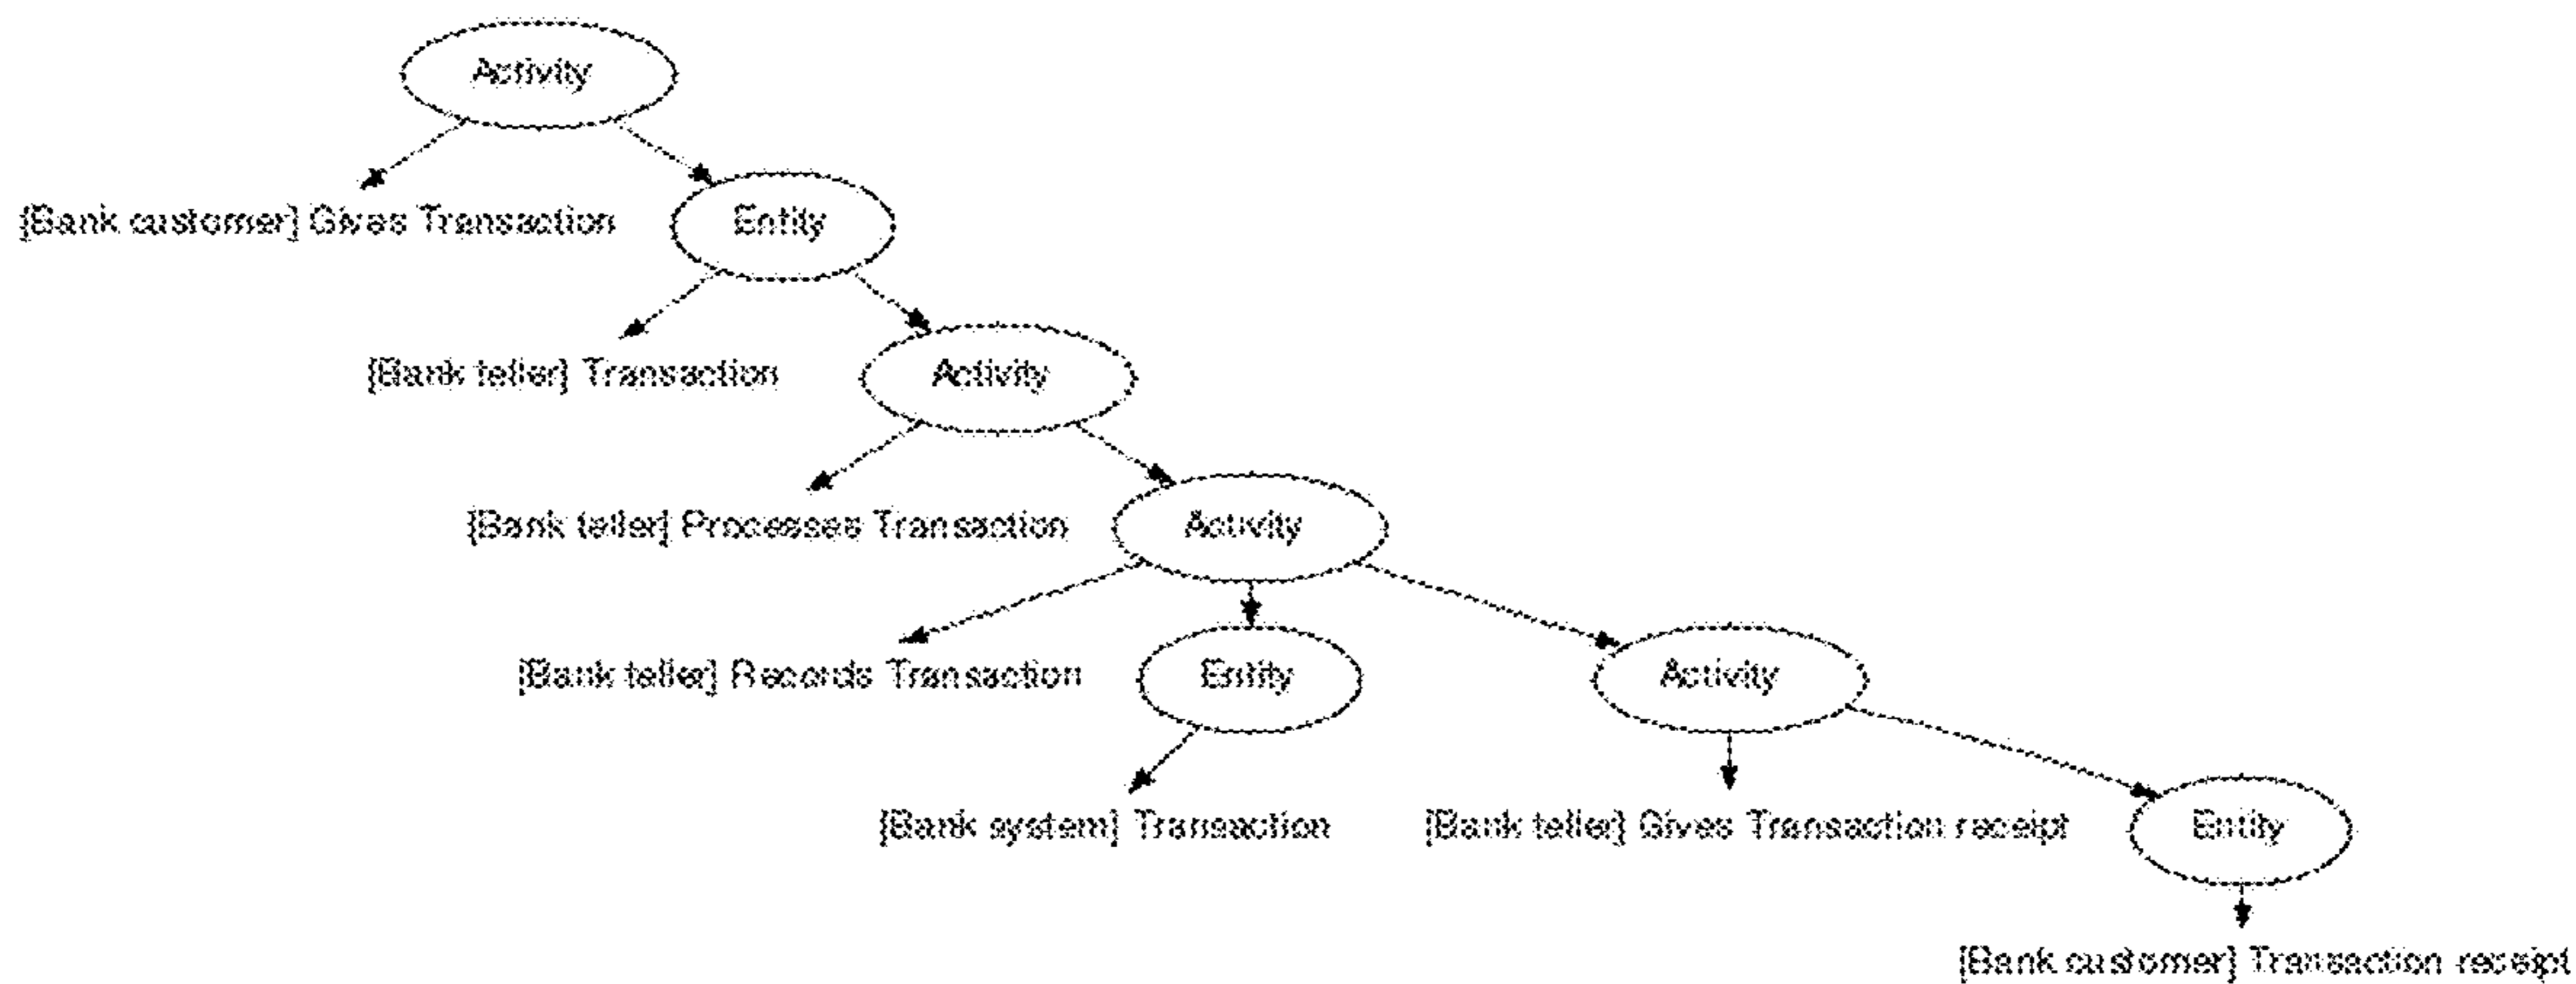 Activity
[Bank customer] Gives Transaction
Entity
[Bank teller] Transaction
Activity
[Bank teller] Processes Transaction
Activity
[Bank teller] Records Transaction
Entity
Activity
[Bank system] Transaction
[Bank teller] Gives Transaction receipt
Entity
[Bank customer] Transaction receipt